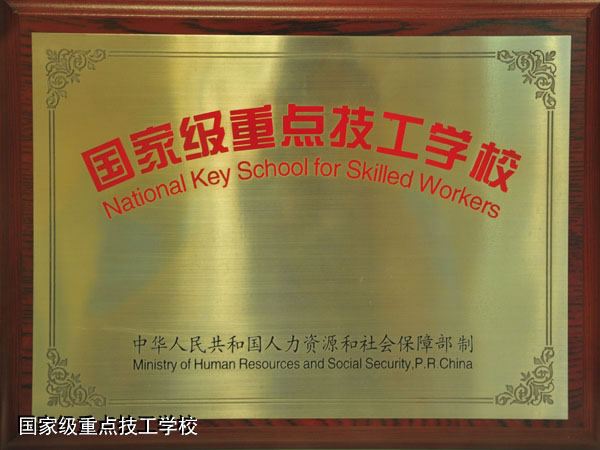 国家级重点技工学校
National Key School for Skilled Workers
中华人民共和国人力资源和社会保障部 制
Ministry of Human Resources and Social Security,P.R.China
国家级重点技工学校